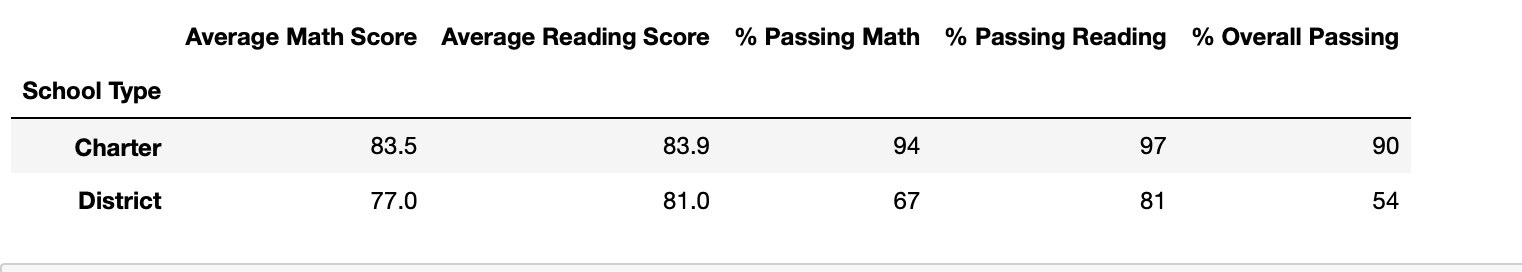 Average Math Score Average Reading Score % Passing Math % Passing Reading % Overall Passing
School Type
Charter 83.5 83.9 94 97 90
District 77.0 81.0 67 81 54